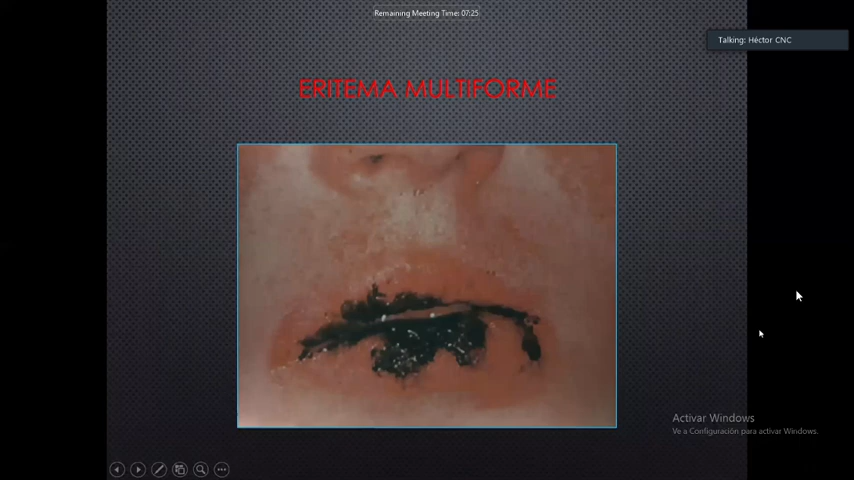 Remaining Meeting Time: 07:25
Talking: Héctor CNC
ERITEMA MULTIFORME
Activar Windows
Ve a Configuración para activar Windows.